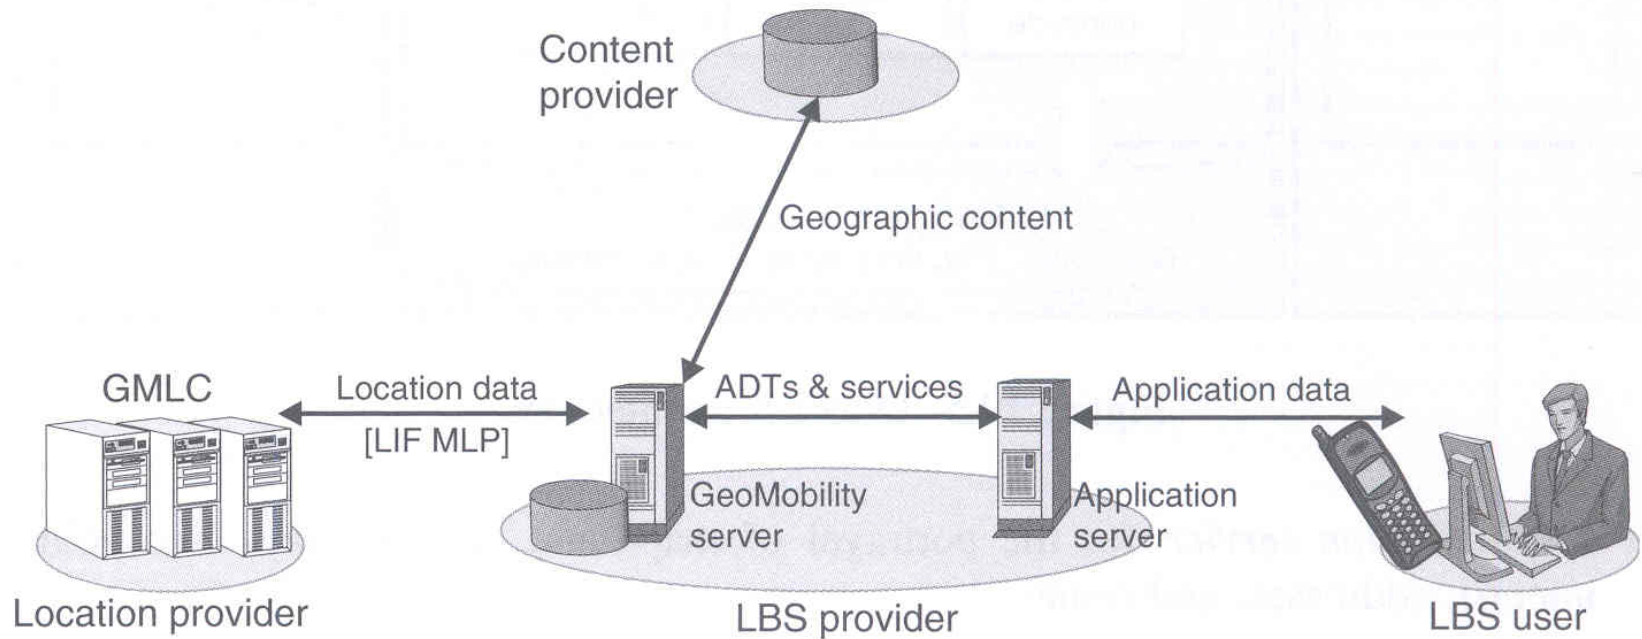 Content
provider
Geographic content
GMLC
Location data
[LIF MLP]
ADTs & services
Application data
GeoMobility
server
Application
server
Location provider
LBS provider
LBS user